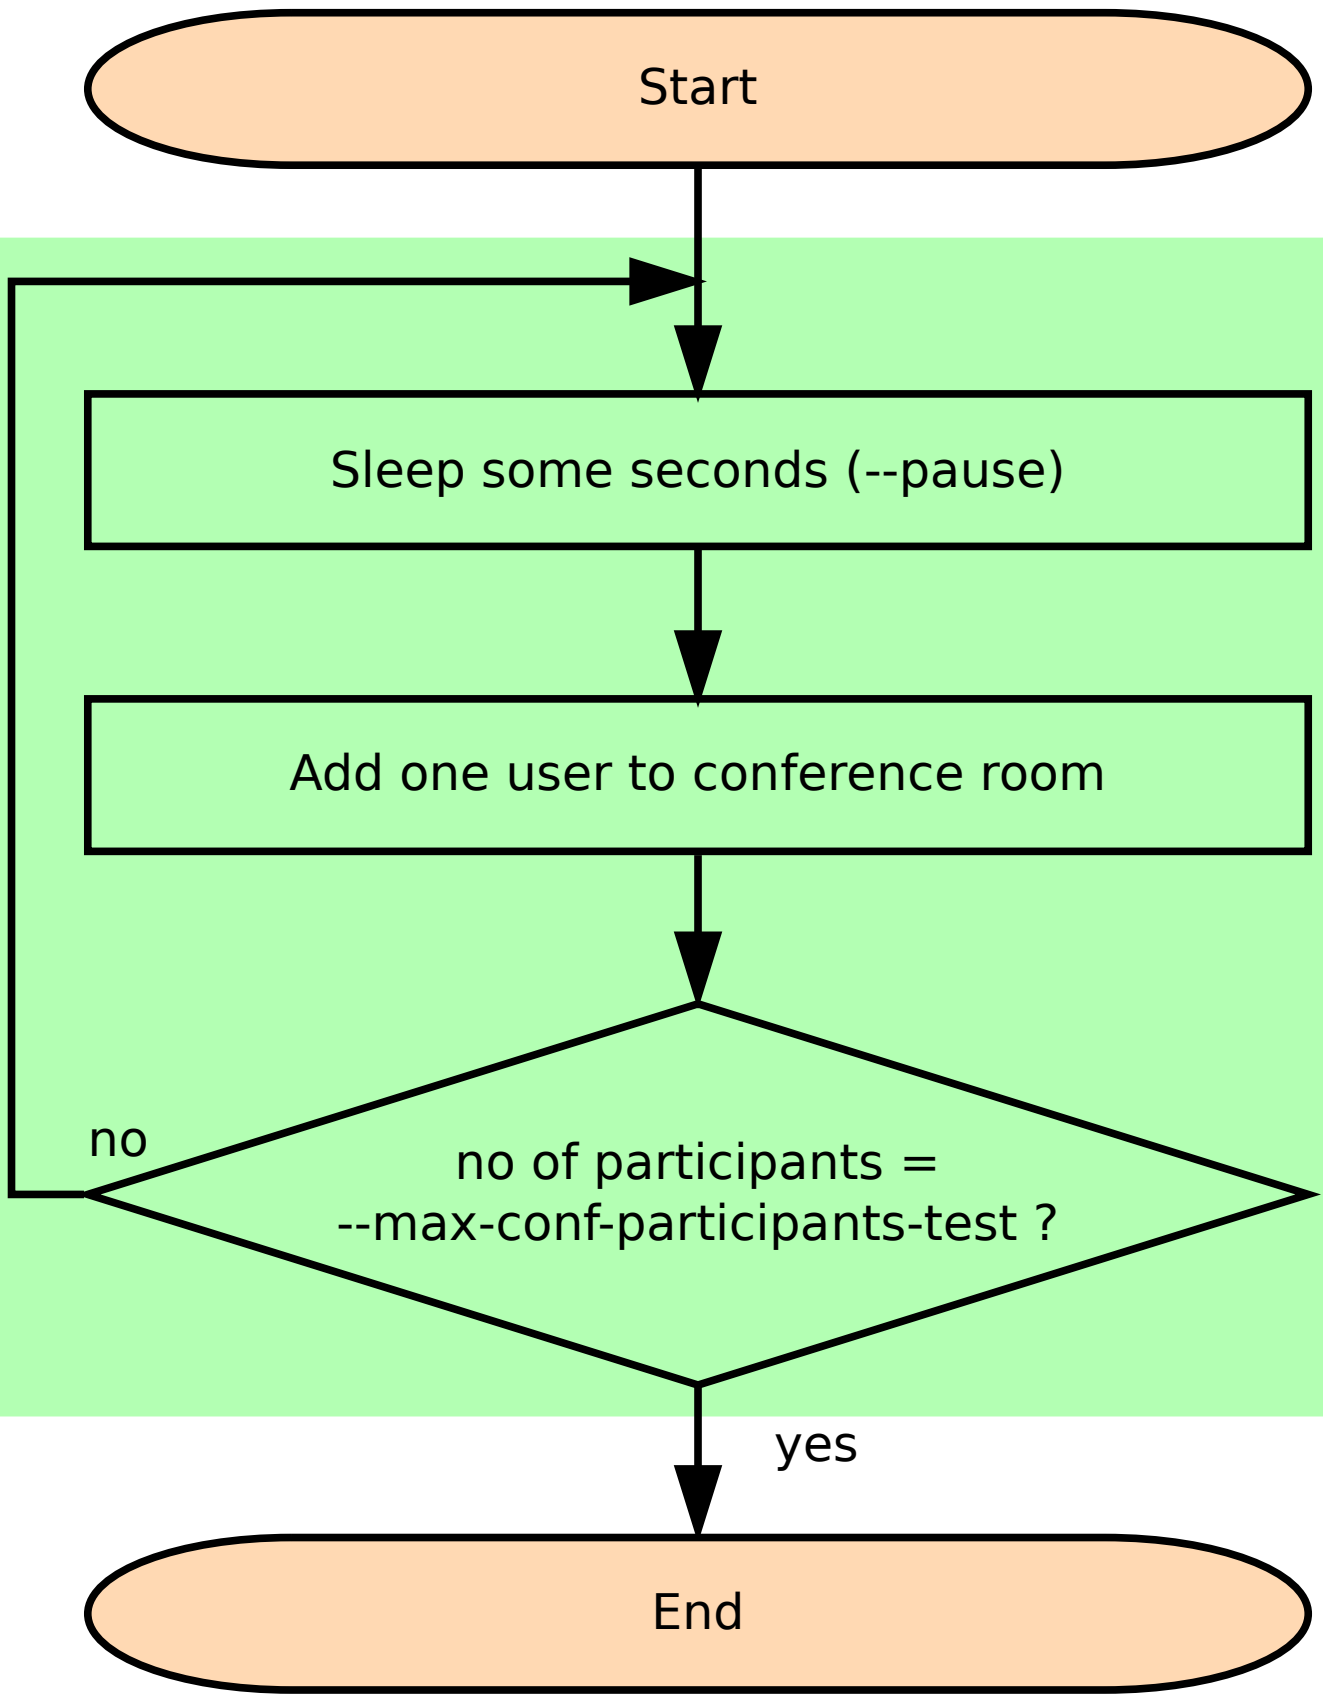 Start
Sleep some seconds (--pause)
Add one user to conference room
no
no of participants =
--max-conf-participants-test ?
yes
End